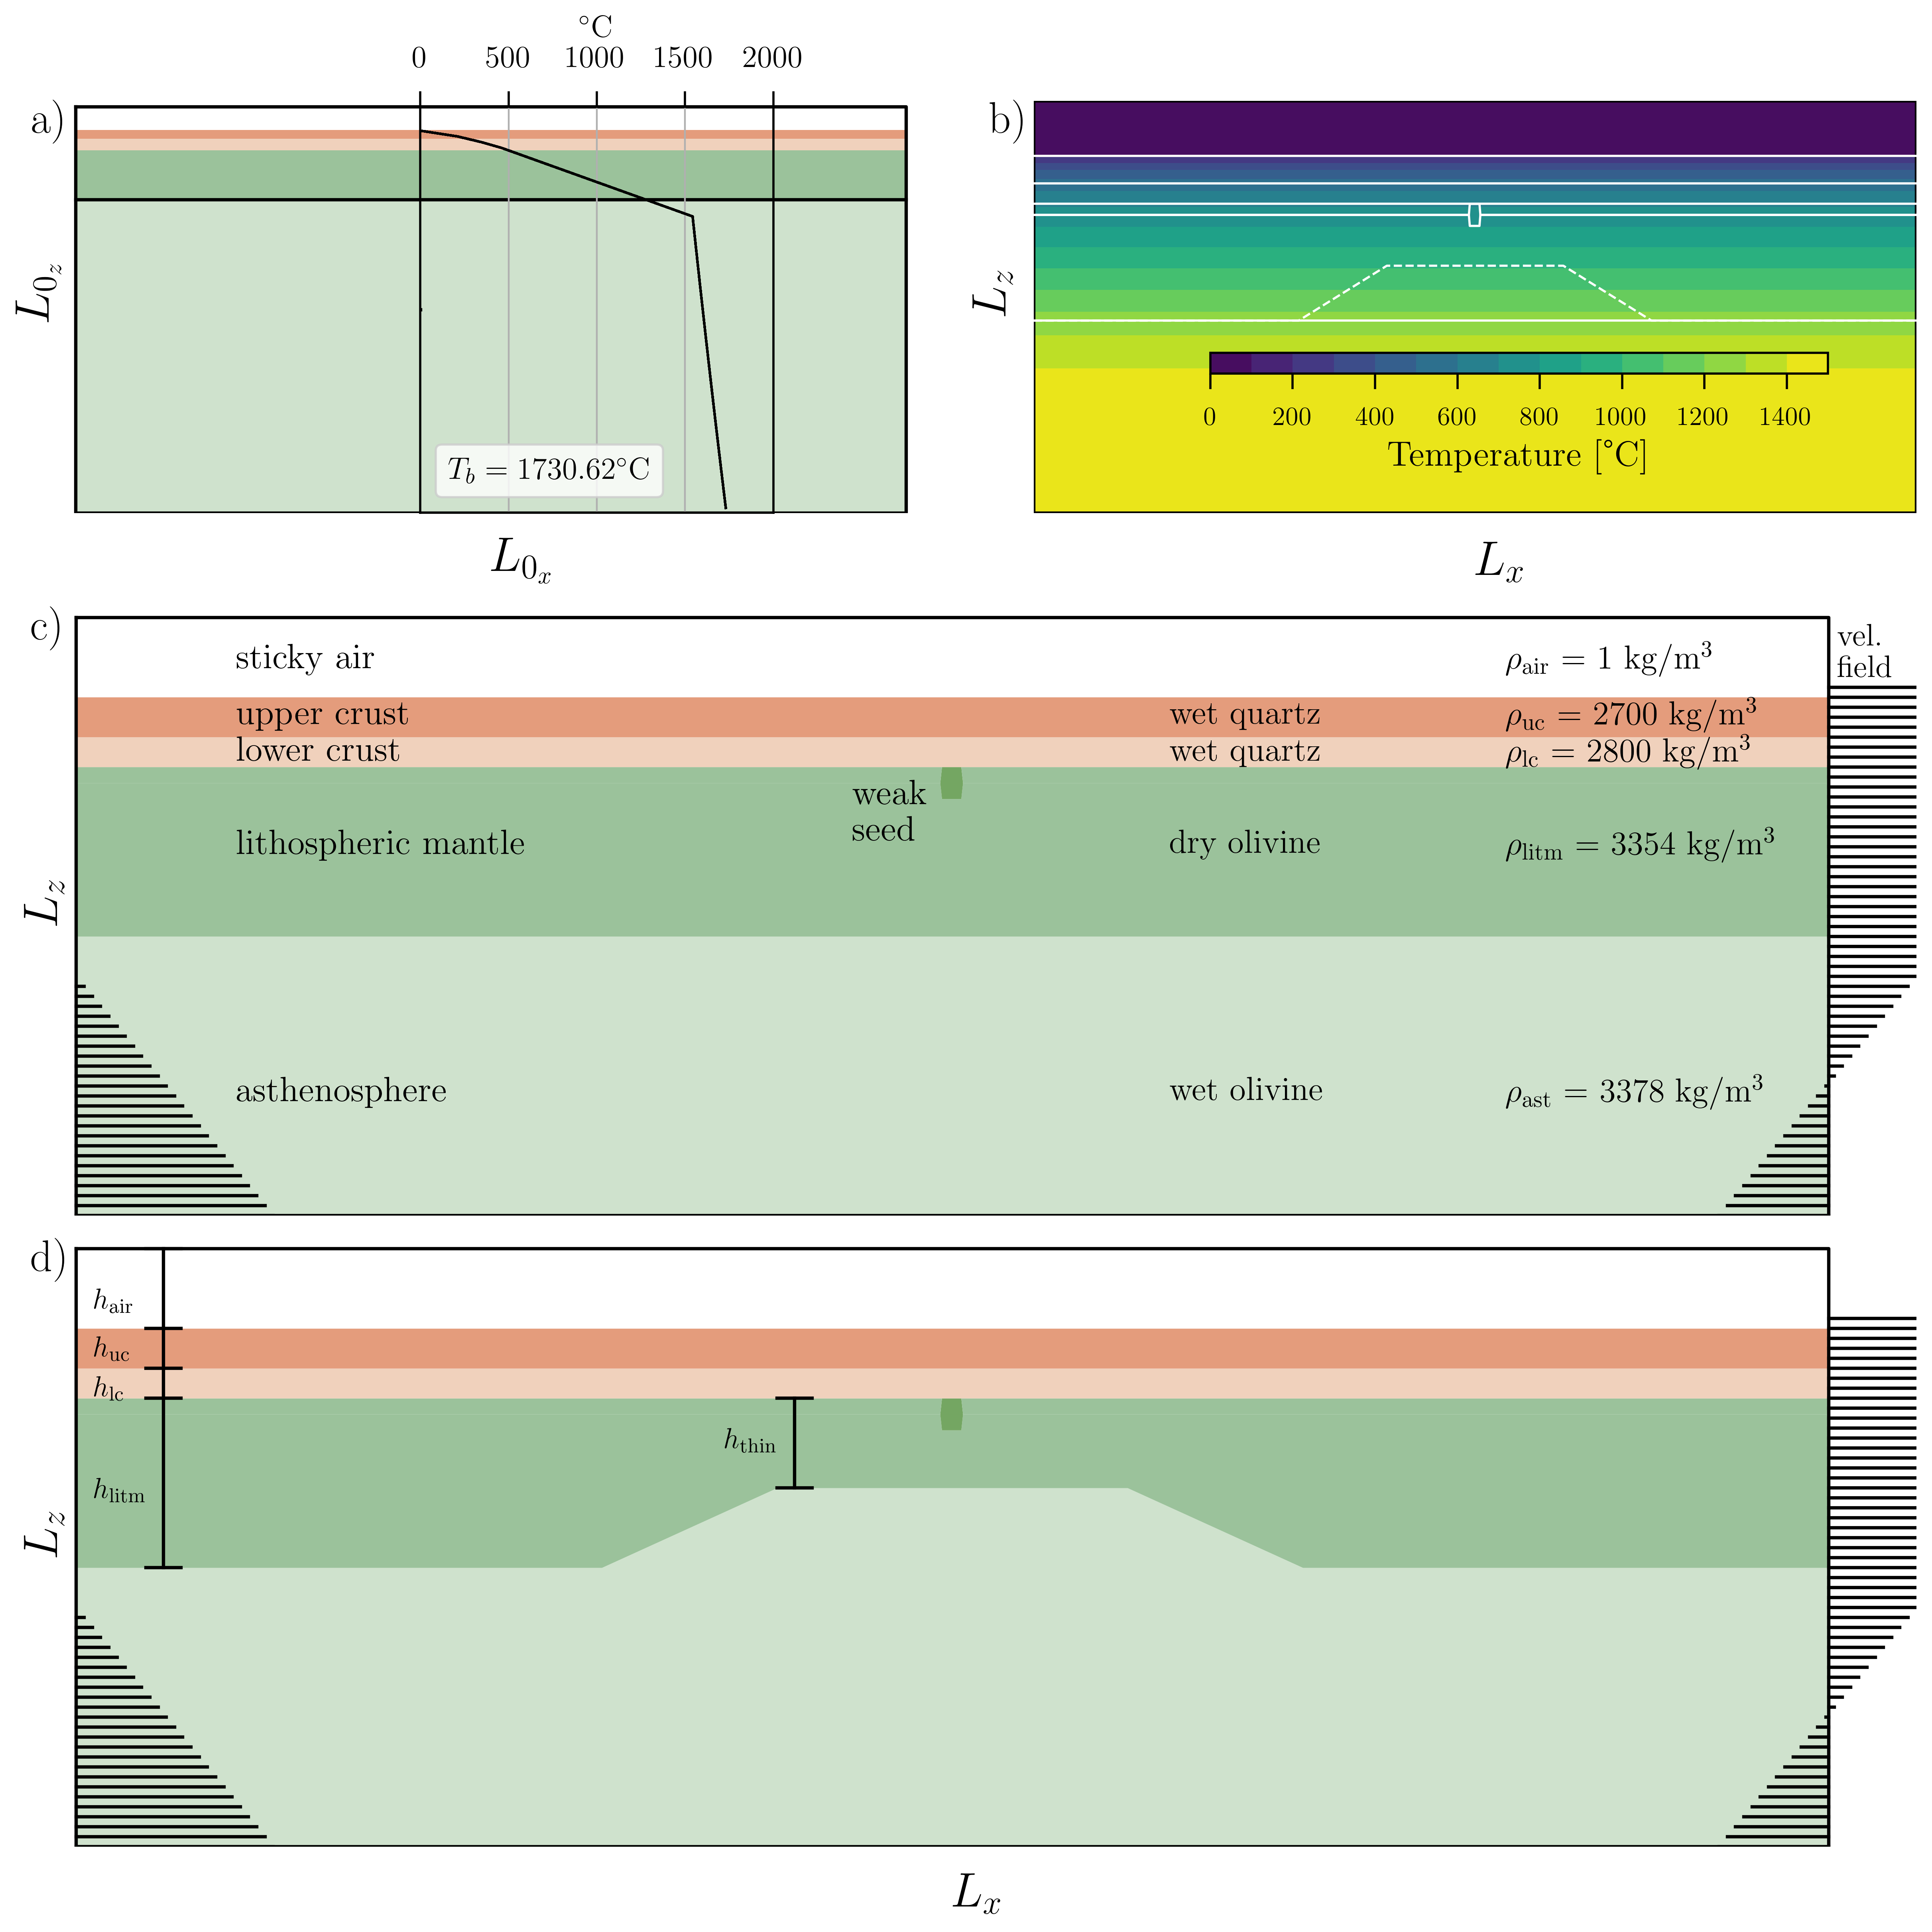 °C
0 500 1000 1500 2000
a)
L0z
Tb = 1730.62°C
L0x
b)
Lz
0 200 400 600 800 1000 1200 1400
Temperature [°C]
Lx
c)
vel.
field
sticky air ρair = 1 kg/m³
upper crust wet quartz ρuc = 2700 kg/m³
lower crust wet quartz ρlc = 2800 kg/m³
weak
seed
lithospheric mantle dry olivine ρlitm = 3354 kg/m³
Lz
asthenosphere wet olivine ρast = 3378 kg/m³
d)
hair
huc
hlc
hthin
hlitm
Lz
Lx